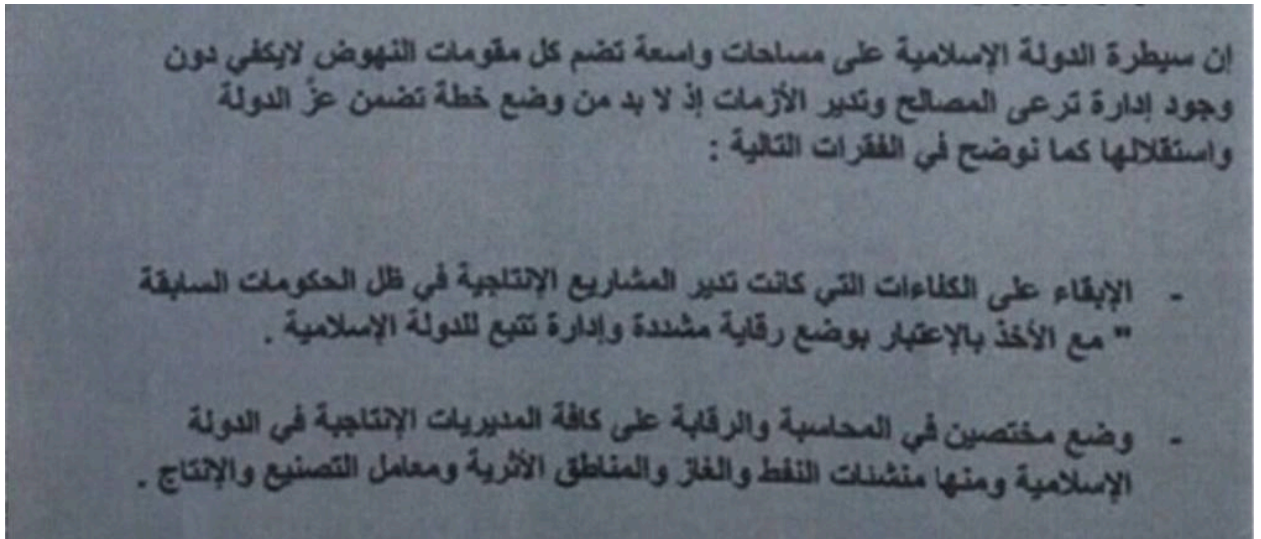 إن سيطرة الدولة الإسلامية على مساحات واسعة تضم كل مقومات النهوض لايكفي دون
وجود إدارة ترعى المصالح وتدير الأزمات إذ لا بد من وضع خطة تضمن عزّ الدولة
واستقلالها كما نوضح في الفقرات التالية :
- الإبقاء على الكفاءات التي كانت تدير المشاريع الإنتاجية في ظل الحكومات السابقة
" مع الأخذ بالإعتبار بوضع رقابة مشددة وإدارة تتبع للدولة الإسلامية .
- وضع مختصين في المحاسبة والرقابة على كافة المديريات الإنتاجية في الدولة
الإسلامية ومنها منشئات النفط والغاز والمناطق الأثرية ومعامل التصنيع والإنتاج .